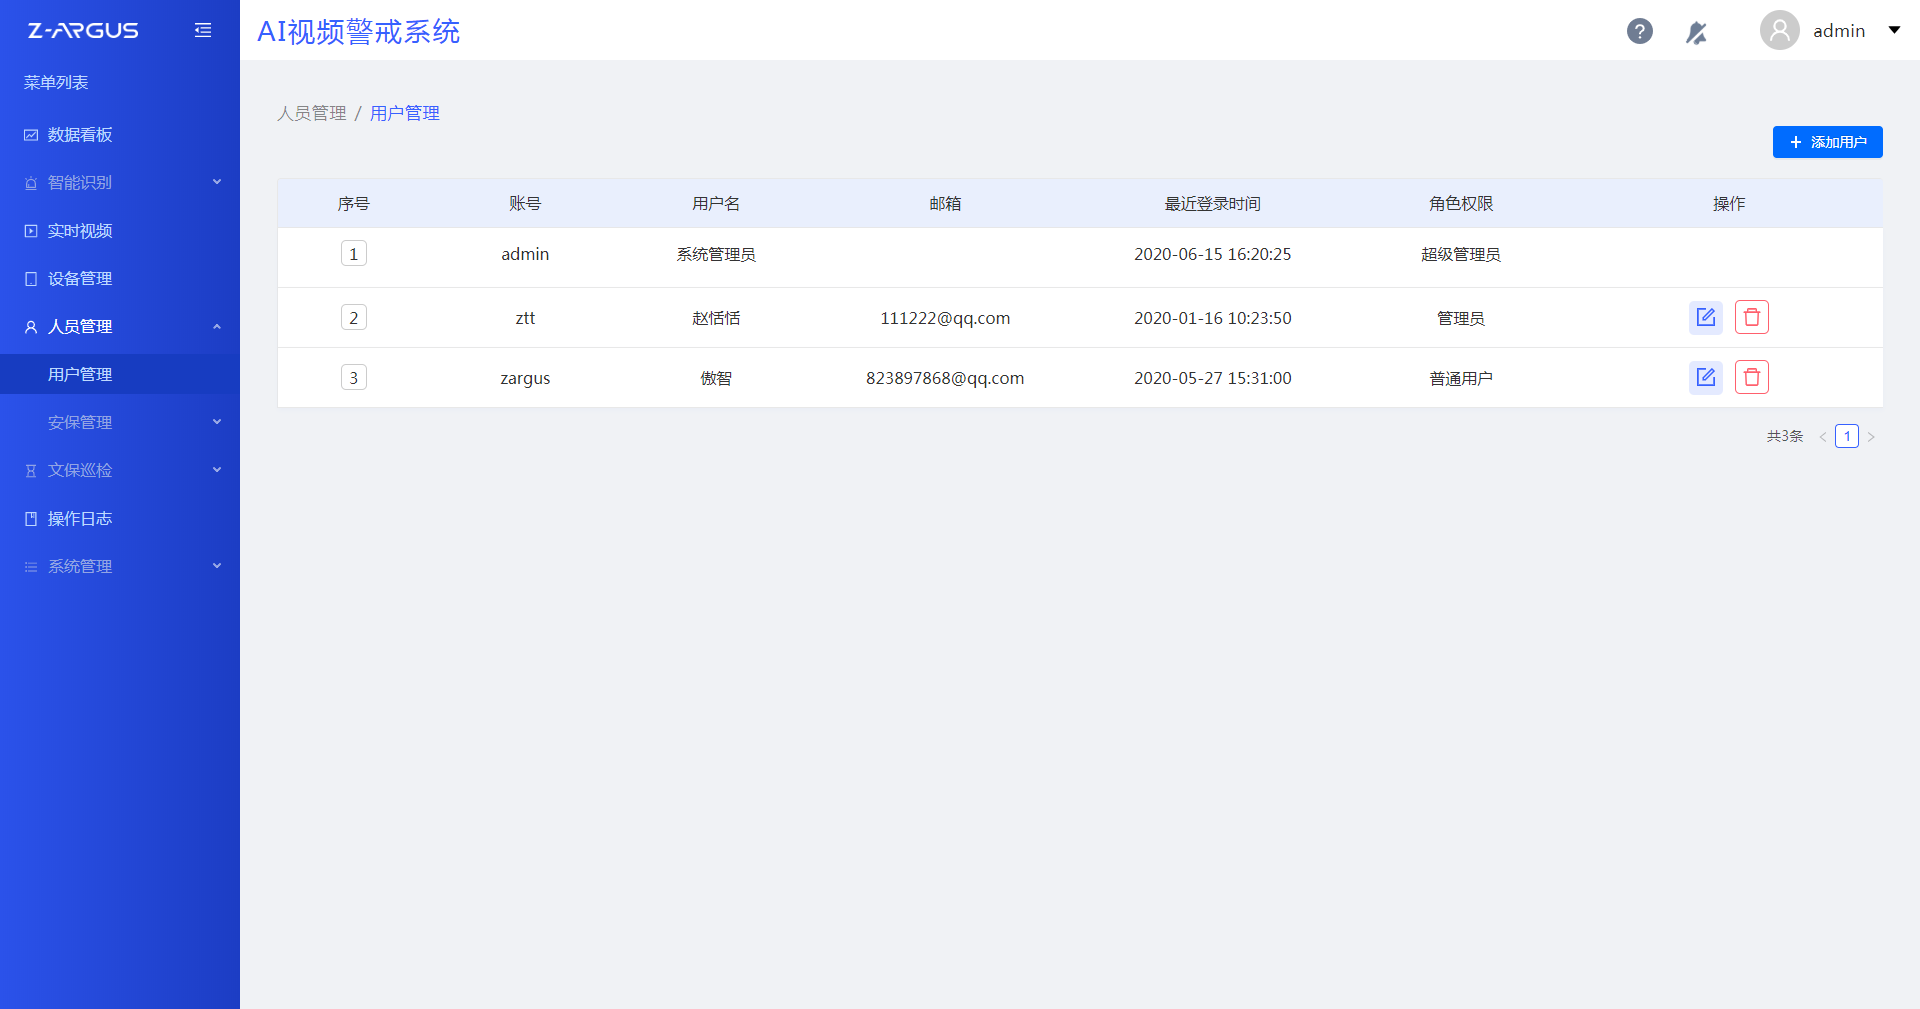 Z-ARGUS
AI视频警戒系统
? admin
菜单列表
数据看板
智能识别
实时视频
设备管理
人员管理
用户管理
安保管理
文保巡检
操作日志
系统管理
人员管理 / 用户管理
+ 添加用户
序号 账号 用户名 邮箱 最近登录时间 角色权限 操作
1 admin 系统管理员 2020-06-15 16:20:25 超级管理员
2 ztt 赵恬恬 111222@qq.com 2020-01-16 10:23:50 管理员
3 zargus 傲智 823897868@qq.com 2020-05-27 15:31:00 普通用户
共3条 < 1 >